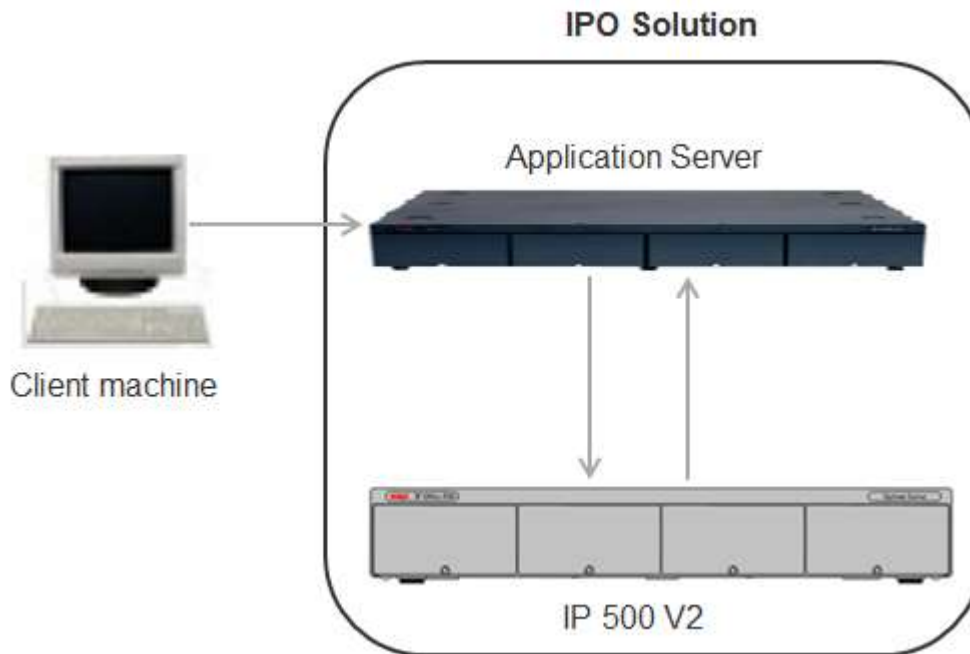 IPO Solution
Application Server
Client machine
IP 500 V2